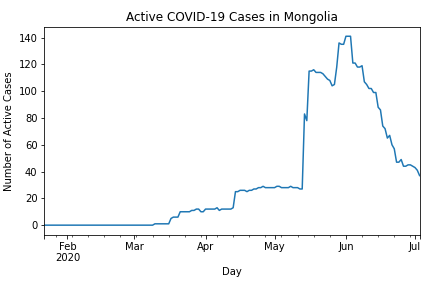 Active COVID-19 Cases in Mongolia
Number of Active Cases
140
120
100
80
60
40
20
0
Feb
2020
Mar
Apr
May
Jun
Jul
Day